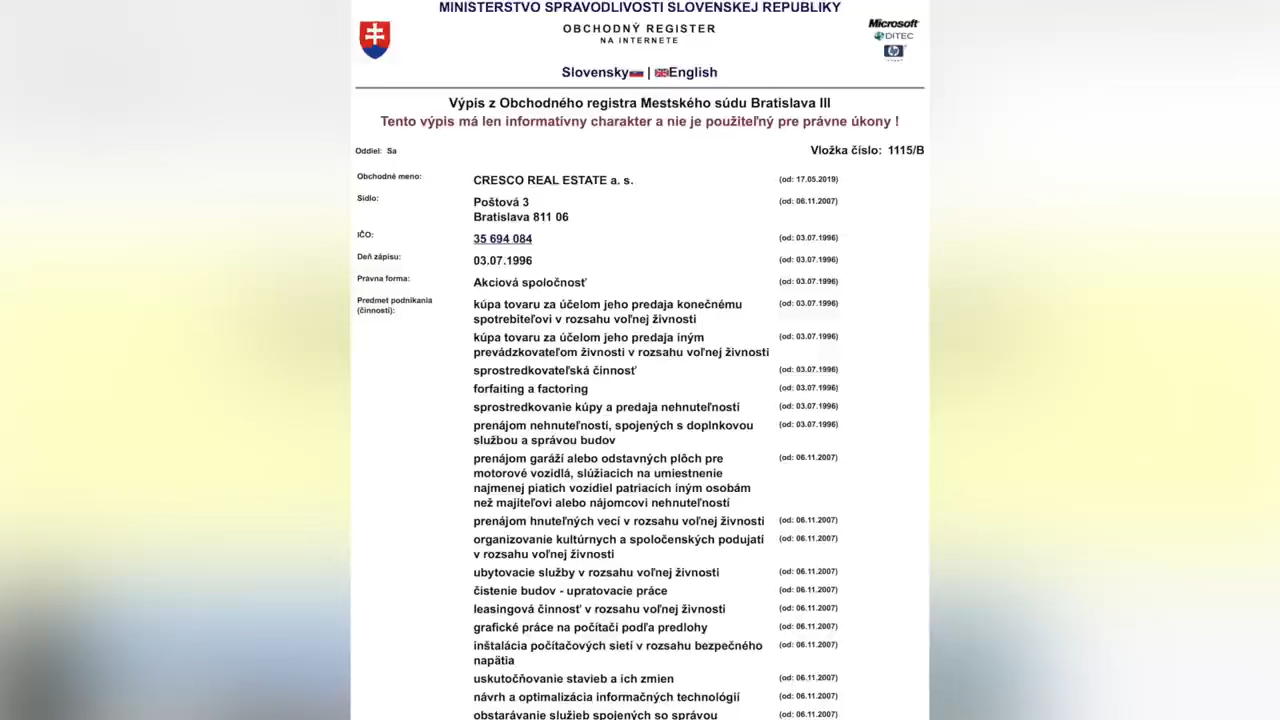 MINISTERSTVO SPRAVODLIVOSTI SLOVENSKEJ REPUBLIKY
OBCHODNÝ REGISTER
NA INTERNETE
Microsoft
DITEC
hp
Slovensky | English
Výpis z Obchodného registra Mestského súdu Bratislava III
Tento výpis má len informatívny charakter a nie je použiteľný pre právne úkony !
Oddiel: Sa Vložka číslo: 1115/B
Obchodné meno: CRESCO REAL ESTATE a. s. (od: 17.05.2019)
Sídlo: Poštová 3 (od: 06.11.2007)
Bratislava 811 06
IČO: 35 694 084 (od: 03.07.1996)
Deň zápisu: 03.07.1996 (od: 03.07.1996)
Právna forma: Akciová spoločnosť (od: 03.07.1996)
Predmet podnikania kúpa tovaru za účelom jeho predaja konečnému (od: 03.07.1996)
(činnosti): spotrebiteľovi v rozsahu voľnej živnosti
kúpa tovaru za účelom jeho predaja iným (od: 03.07.1996)
prevádzkovateľom živnosti v rozsahu voľnej živnosti
sprostredkovateľská činnosť (od: 03.07.1996)
forfaiting a factoring (od: 03.07.1996)
sprostredkovanie kúpy a predaja nehnuteľností (od: 03.07.1996)
prenájom nehnuteľností, spojených s doplnkovou (od: 03.07.1996)
službou a správou budov
prenájom garáží alebo odstavných plôch pre (od: 06.11.2007)
motorové vozidlá, slúžiacich na umiestnenie
najmenej piatich vozidiel patriacich iným osobám
než majiteľovi alebo nájomcovi nehnuteľností
prenájom hnuteľných vecí v rozsahu voľnej živnosti (od: 06.11.2007)
organizovanie kultúrnych a spoločenských podujatí (od: 06.11.2007)
v rozsahu voľnej živnosti
ubytovacie služby v rozsahu voľnej živnosti (od: 06.11.2007)
čistenie budov - upratovacie práce (od: 06.11.2007)
leasingová činnosť v rozsahu voľnej živnosti (od: 06.11.2007)
grafické práce na počítači podľa predlohy (od: 06.11.2007)
inštalácia počítačových sietí v rozsahu bezpečného (od: 06.11.2007)
napätia
uskutočňovanie stavieb a ich zmien (od: 06.11.2007)
návrh a optimalizácia informačných technológií (od: 06.11.2007)
obstarávanie služieb spojených so správou (od: 06.11.2007)